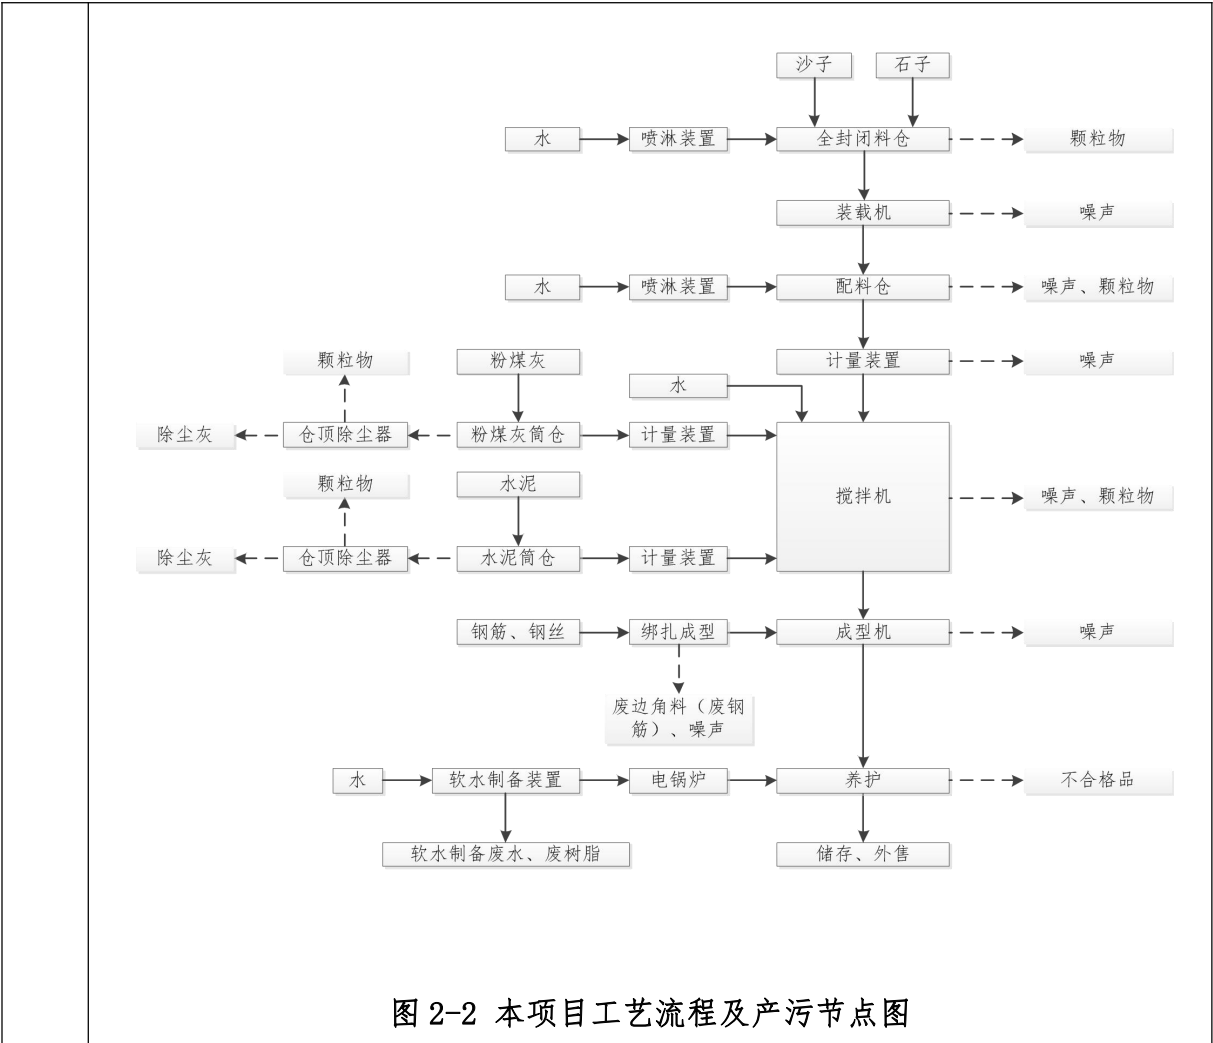 沙子
石子
水
喷淋装置
全封闭料仓
颗粒物
装载机
噪声
水
喷淋装置
配料仓
噪声、颗粒物
颗粒物
粉煤灰
计量装置
噪声
水
除尘灰
仓顶除尘器
粉煤灰筒仓
计量装置
颗粒物
水泥
搅拌机
噪声、颗粒物
除尘灰
仓顶除尘器
水泥筒仓
计量装置
钢筋、钢丝
绑扎成型
成型机
噪声
废边角料（废钢
筋）、噪声
水
软水制备装置
电锅炉
养护
不合格品
软水制备废水、废树脂
储存、外售
图 2-2 本项目工艺流程及产污节点图